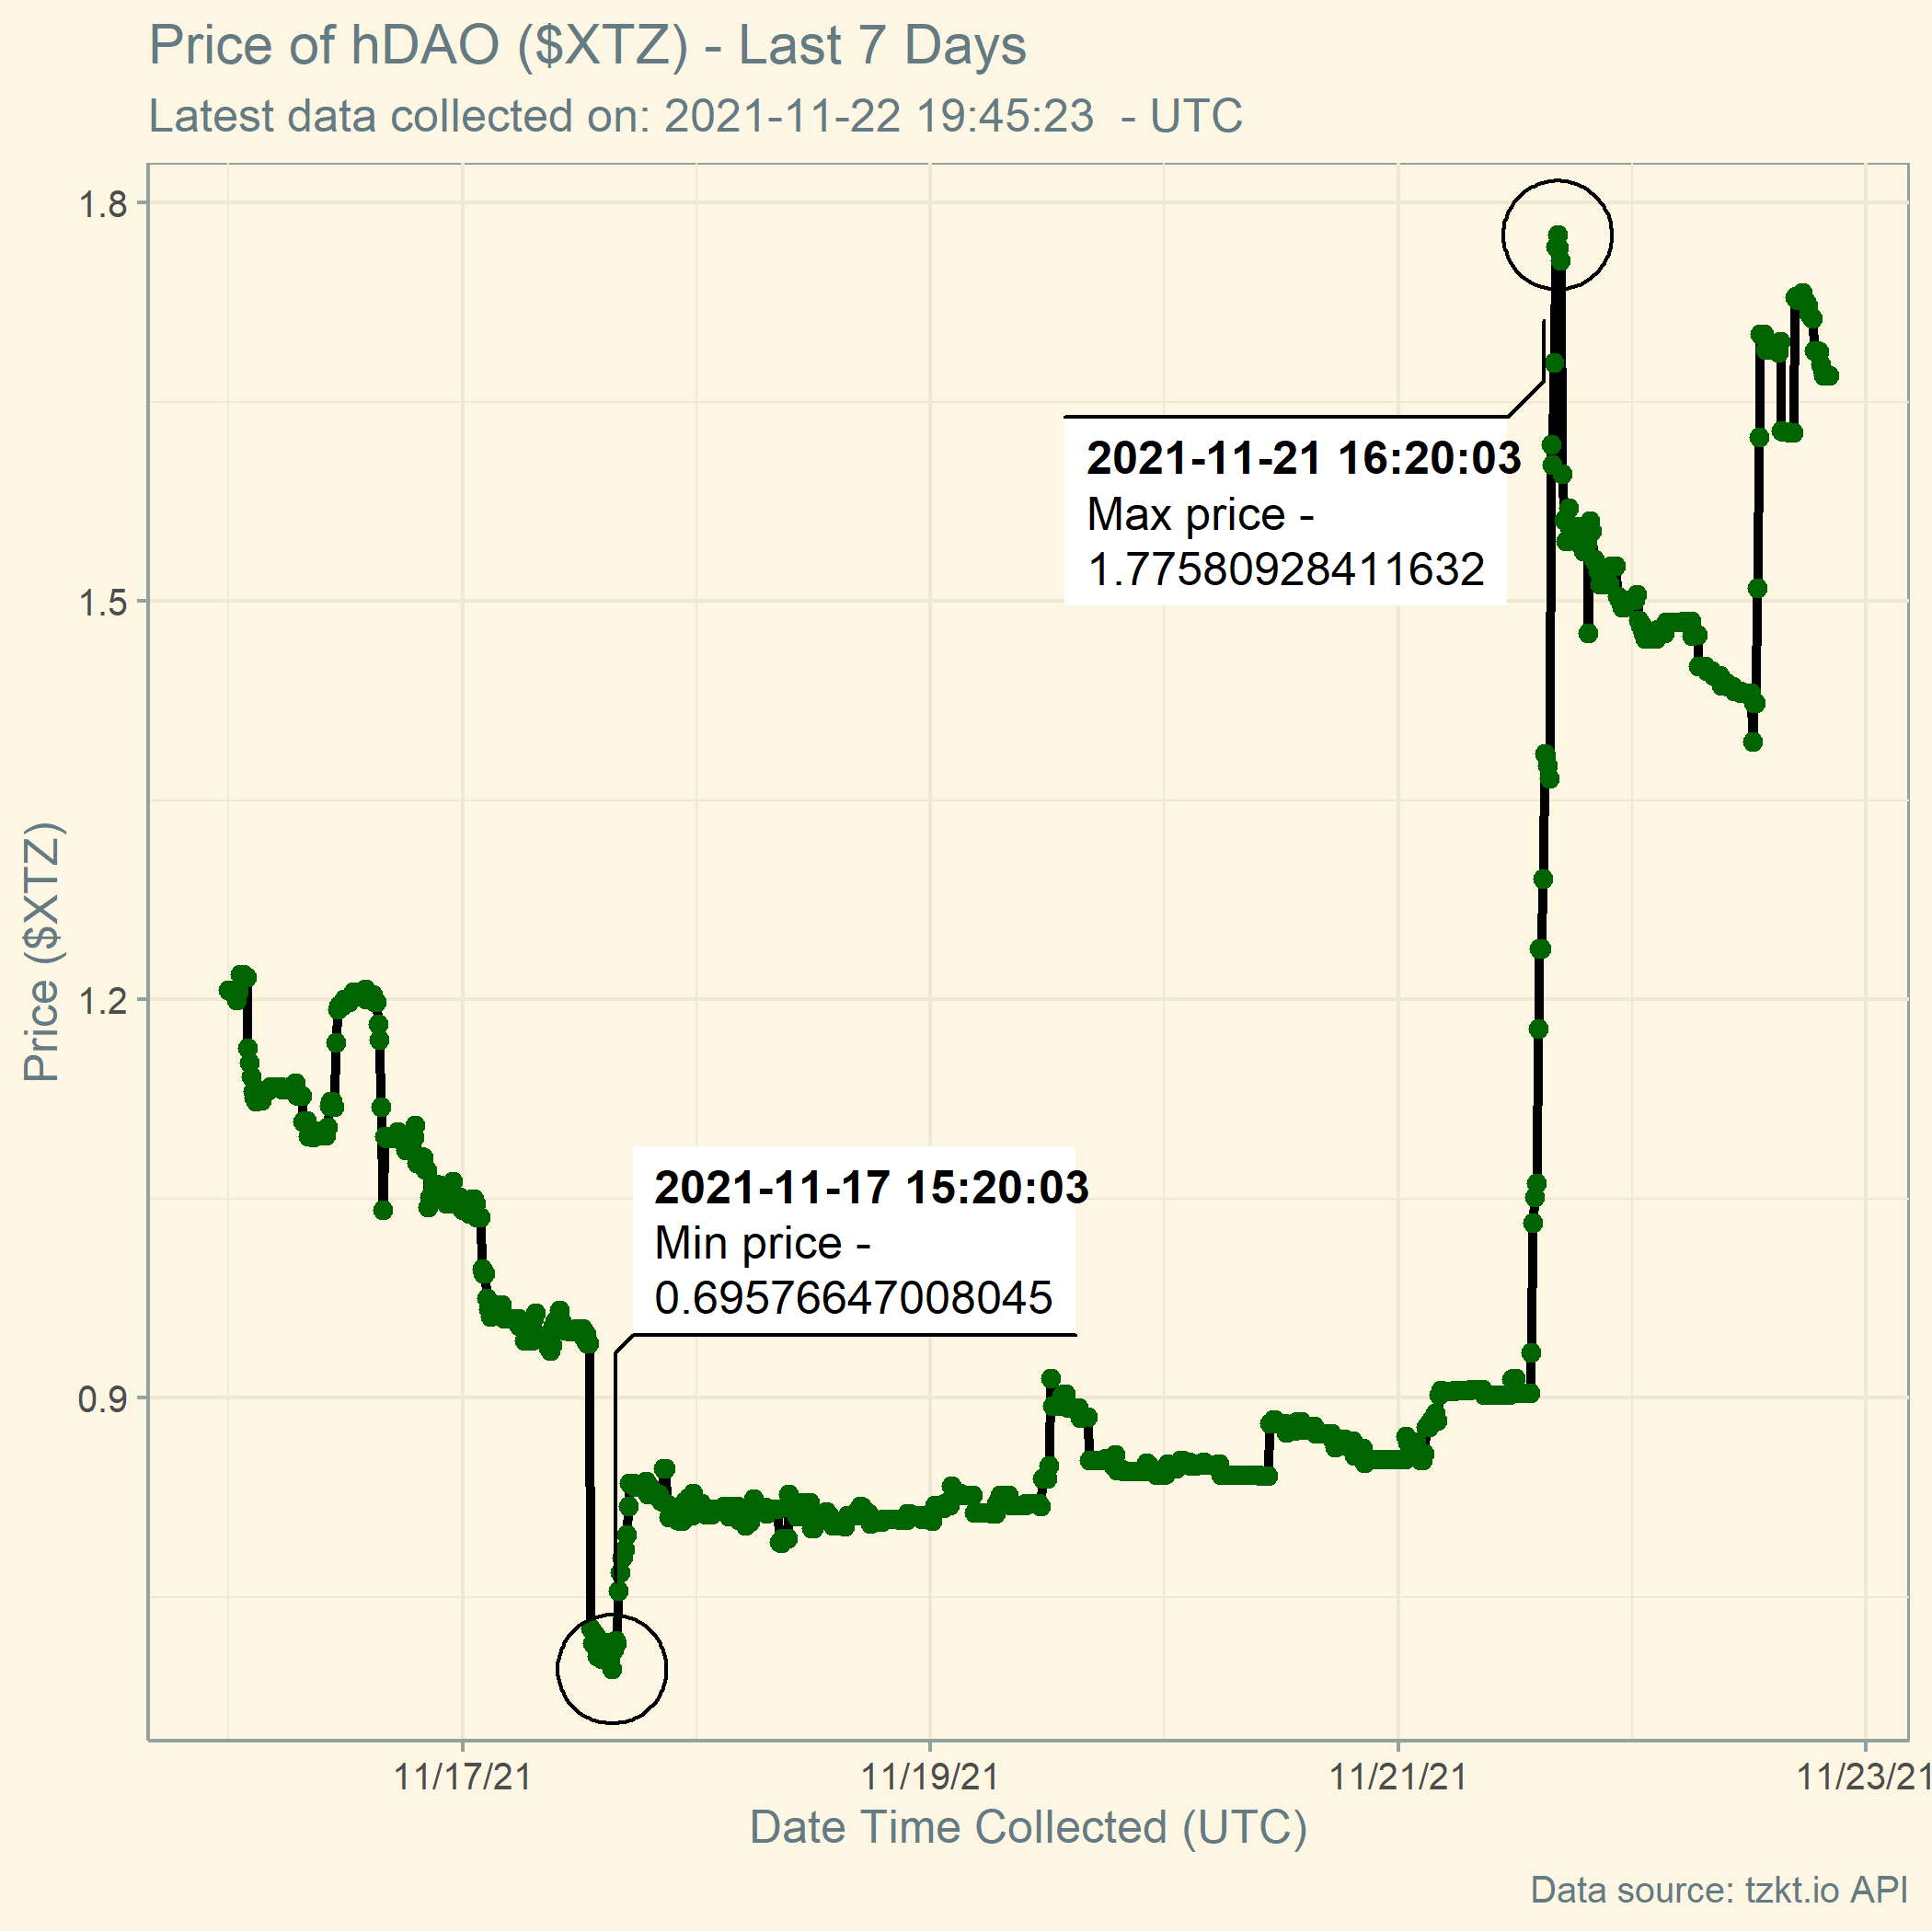 Price of hDAO ($XTZ) - Last 7 Days
Latest data collected on: 2021-11-22 19:45:23  - UTC
1.8
1.5
1.2
0.9
Price ($XTZ)
2021-11-21 16:20:03
Max price -
1.77580928411632
2021-11-17 15:20:03
Min price -
0.69576647008045
11/17/21
11/19/21
11/21/21
11/23/21
Date Time Collected (UTC)
Data source: tzkt.io API